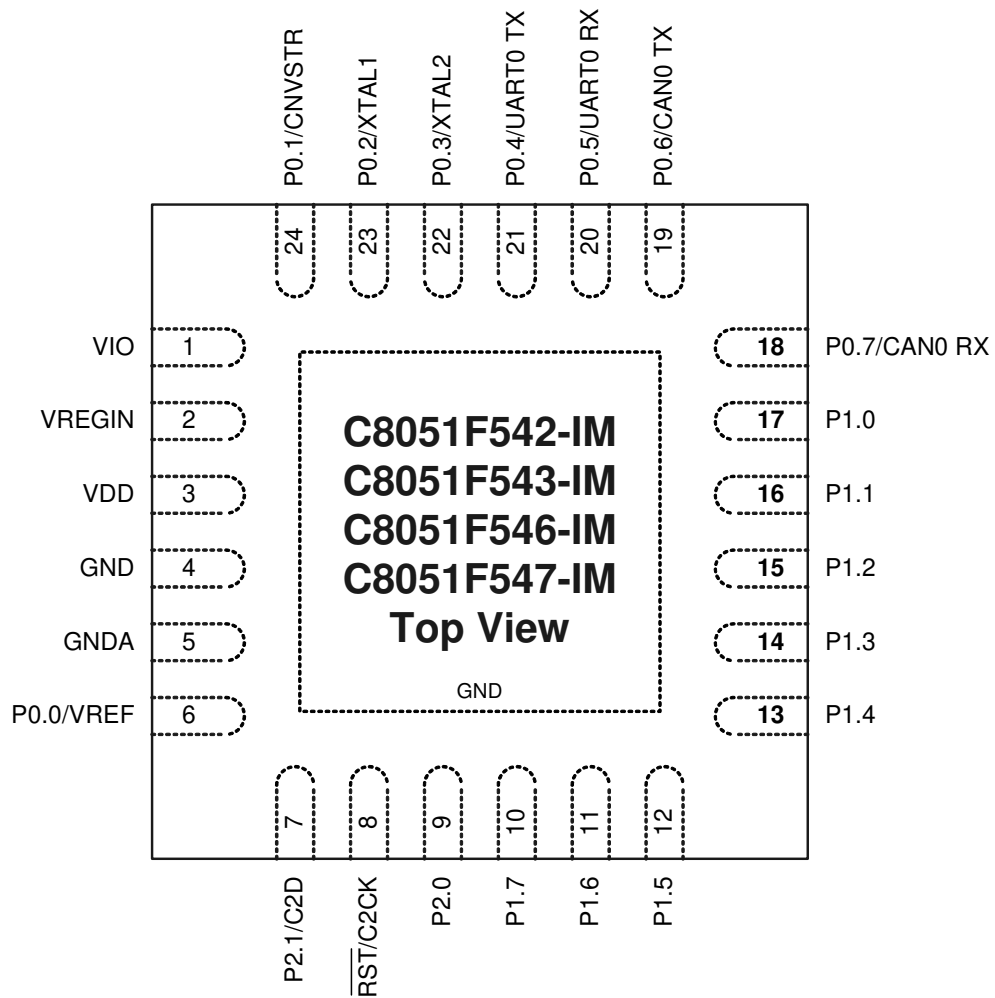 P0.1/CNVSTR
P0.2/XTAL1
P0.3/XTAL2
P0.4/UART0 TX
P0.5/UART0 RX
P0.6/CAN0 TX
24
23
22
21
20
19
VIO
1
VREGIN
2
VDD
3
GND
4
GNDA
5
P0.0/VREF
6
C8051F542-IM
C8051F543-IM
C8051F546-IM
C8051F547-IM
Top View
GND
18
P0.7/CAN0 RX
17
P1.0
16
P1.1
15
P1.2
14
P1.3
13
P1.4
7
8
9
10
11
12
P2.1/C2D
RST/C2CK
P2.0
P1.7
P1.6
P1.5